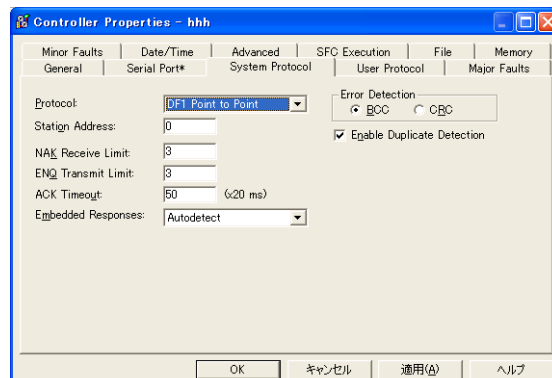 Controller Properties - hhh
Minor Faults Date/Time Advanced SFC Execution File Memory
General Serial Port* System Protocol User Protocol Major Faults
Protocol: DF1 Point to Point
Station Address: 0
NAK Receive Limit: 3
ENQ Transmit Limit: 3
ACK Timeout: 50 (x20 ms)
Embedded Responses: Autodetect
Error Detection
BCC CRC
Enable Duplicate Detection
OK キャンセル 適用(A) ヘルプ